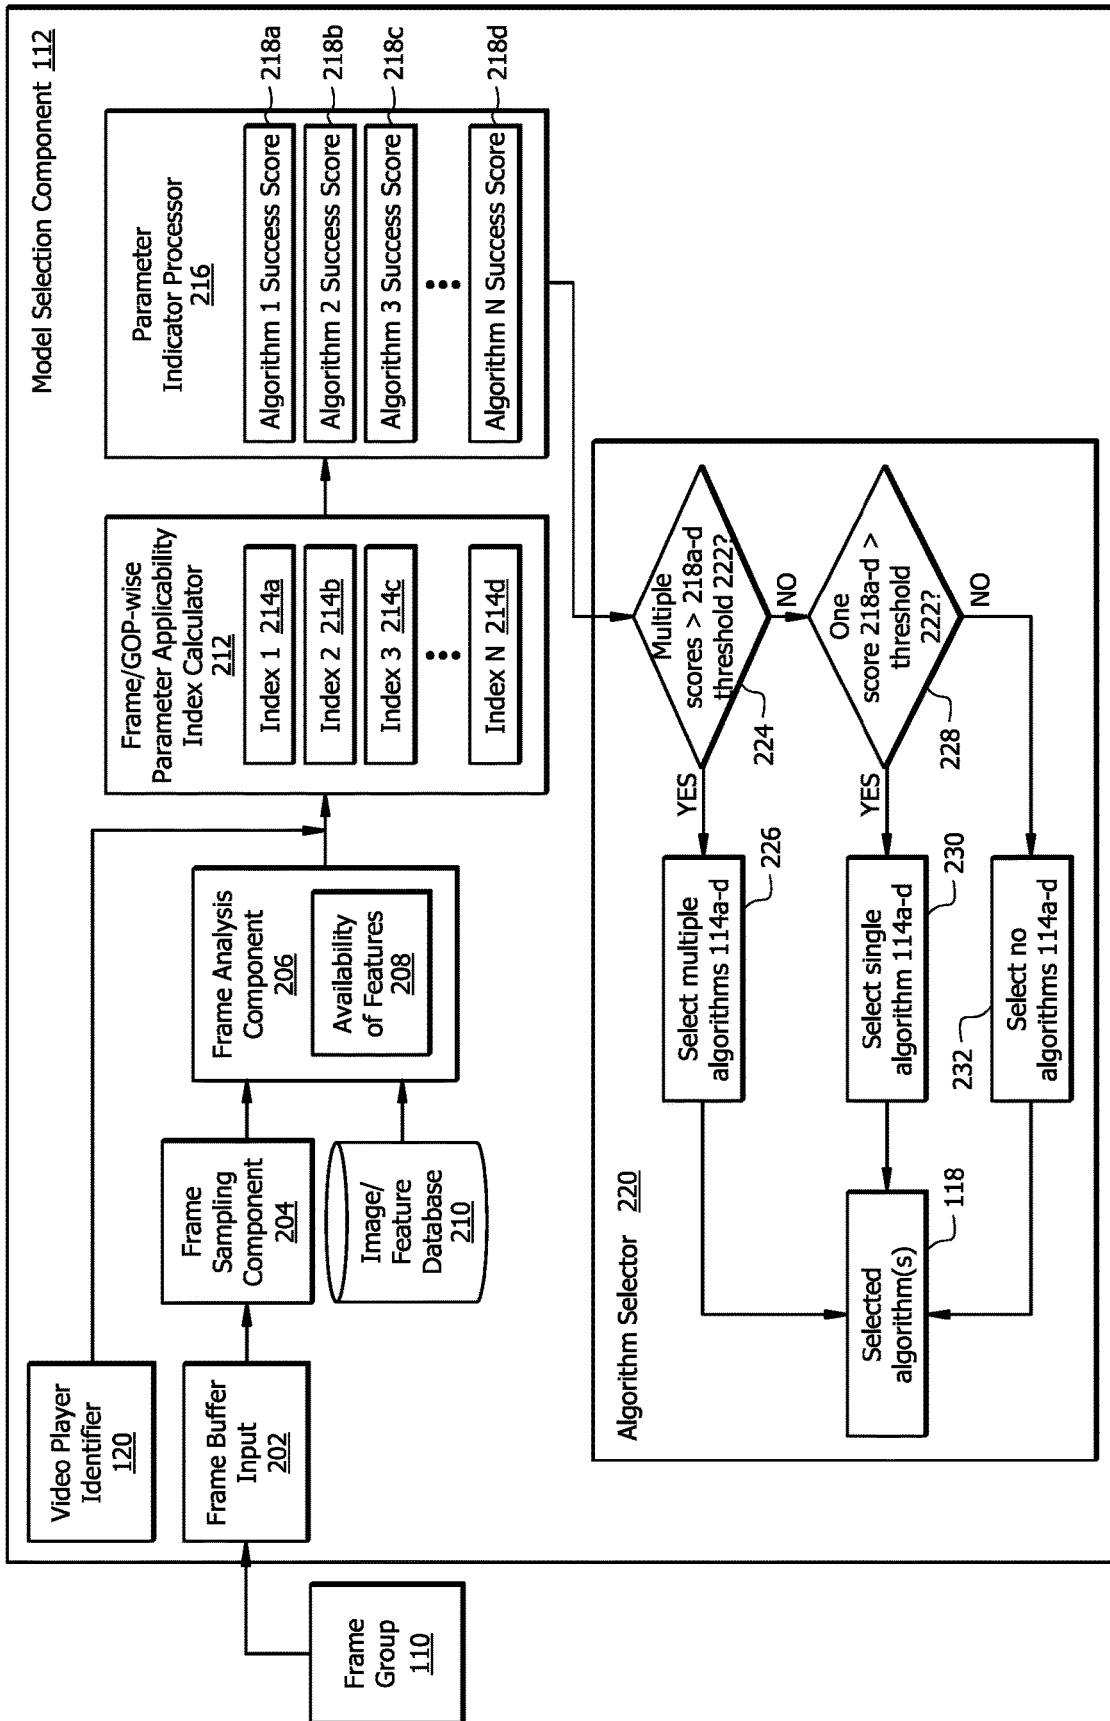 Model Selection Component 112
Video Player
Identifier
120
Frame Buffer
Input
202
Frame
Group
110
Frame
Sampling
Component
204
Image/
Feature
Database
210
Frame Analysis
Component
206
Availability
of Features
208
Frame/GOP-wise
Parameter Applicability
Index Calculator
212
Index 1 214a
Index 2 214b
Index 3 214c
Index N 214d
Parameter
Indicator Processor
216
Algorithm 1 Success Score
218a
Algorithm 2 Success Score
218b
Algorithm 3 Success Score
218c
Algorithm N Success Score
218d
Algorithm Selector 220
Multiple
scores > 218a-d
threshold 222?
224
YES
NO
Select multiple
algorithms 114a-d
226
One
score 218a-d >
threshold
222?
228
YES
NO
Select single
algorithm 114a-d
230
Select no
algorithms 114a-d
232
Selected
algorithm(s)
118